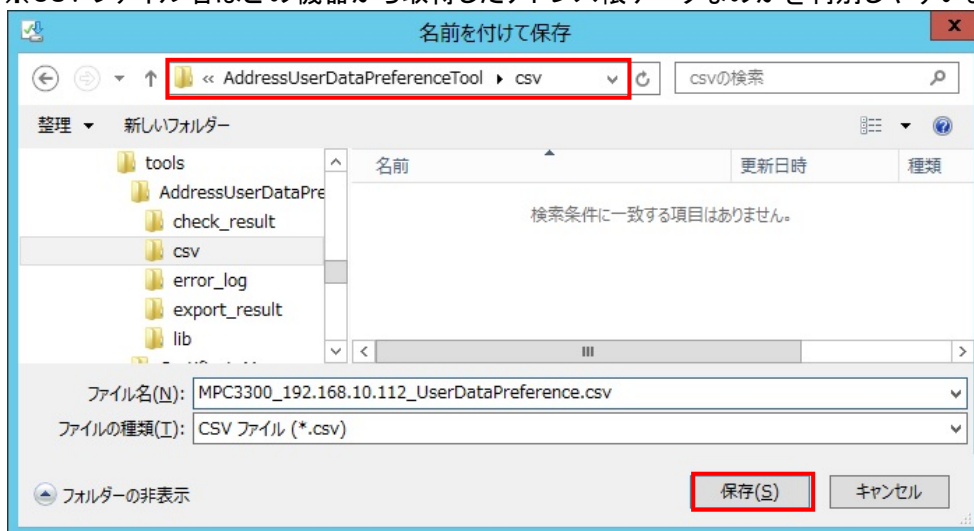 名前を付けて保存
x
« AddressUserDataPreferenceTool ▸ csv
csvの検索
整理
新しいフォルダー
tools
AddressUserDataPre
check_result
csv
error_log
export_result
lib
名前
更新日時
種類
検索条件に一致する項目はありません。
ファイル名(N): MPC3300_192.168.10.112_UserDataPreference.csv
ファイルの種類(T): CSV ファイル (*.csv)
フォルダーの非表示
保存(S)
キャンセル